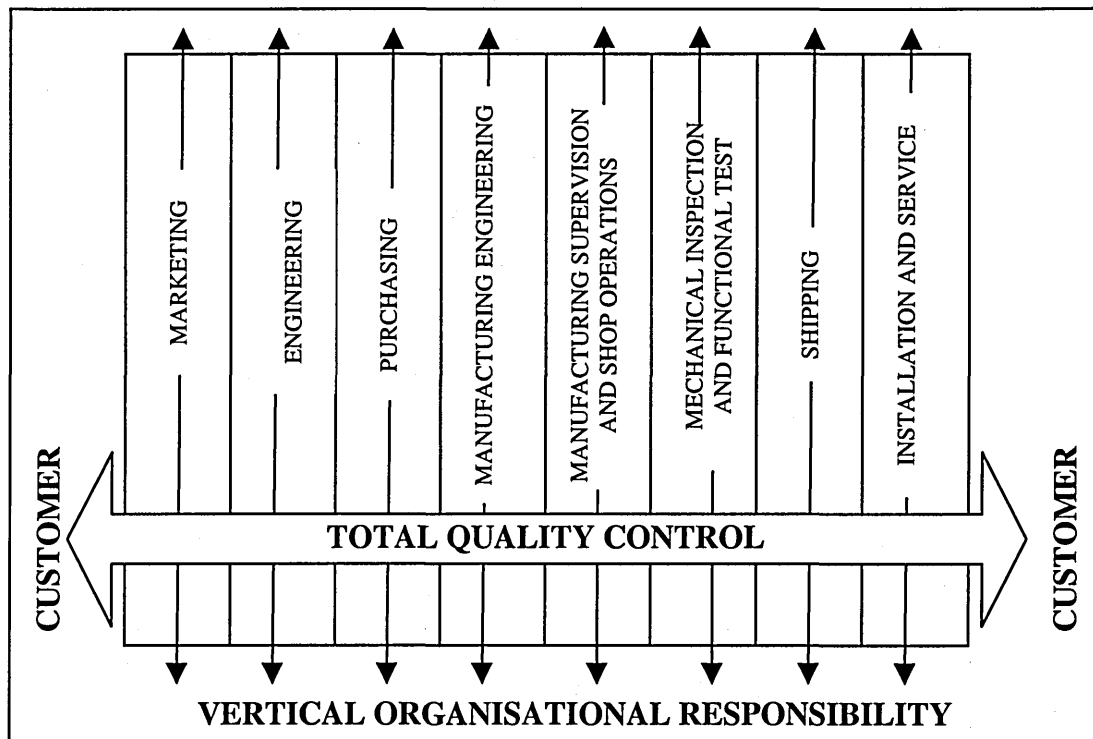 MARKETING
ENGINEERING
PURCHASING
MANUFACTURING ENGINEERING
MANUFACTURING SUPERVISION
AND SHOP OPERATIONS
MECHANICAL INSPECTION
AND FUNCTIONAL TEST
SHIPPING
INSTALLATION AND SERVICE
CUSTOMER
TOTAL QUALITY CONTROL
CUSTOMER
VERTICAL ORGANISATIONAL RESPONSIBILITY